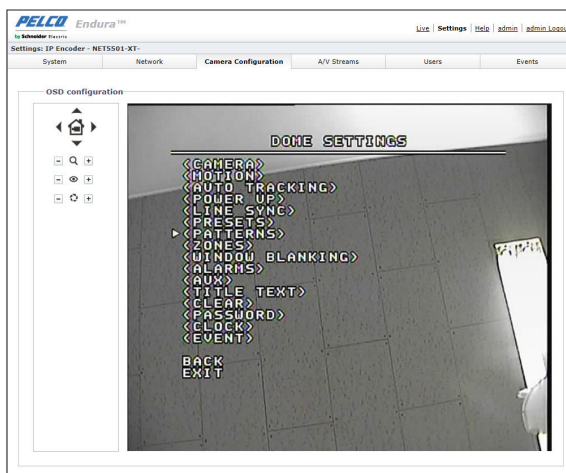 PELCO Endura™
by Schneider Electric
Live | Settings | Help | admin | admin Logou
Settings: IP Encoder - NET5501-XT-
System Network Camera Configuration A/V Streams Users Events
OSD configuration
DOME SETTINGS
<CAMERA>
<MOTION>
<AUTO TRACKING>
<POWER UP>
<LINE SYNC>
<PRESETS>
<PATTERNS>
<ZONES>
<WINDOW BLANKING>
<ALARMS>
<AUX>
<TITLE TEXT>
<CLEAR>
<PASSWORD>
<CLOCK>
<EVENT>
BACK
EXIT